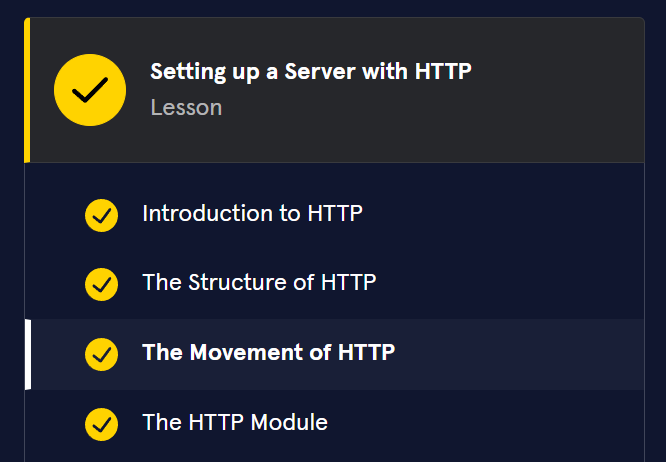 Setting up a Server with HTTP
Lesson
Introduction to HTTP
The Structure of HTTP
The Movement of HTTP
The HTTP Module